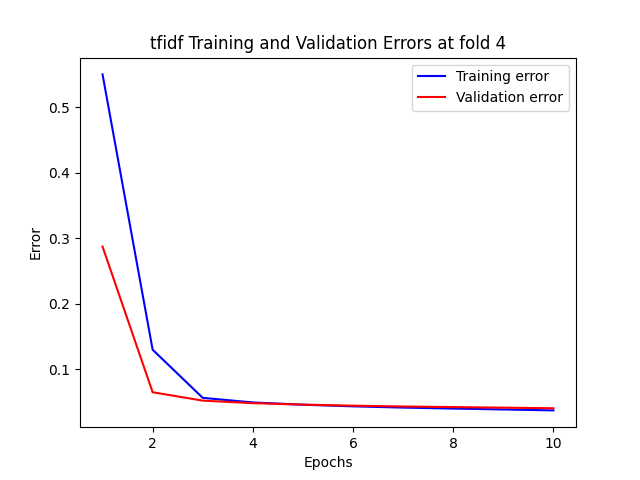 tfidf Training and Validation Errors at fold 4
Training error
Validation error
Error
0.5
0.4
0.3
0.2
0.1
2
4
6
8
10
Epochs